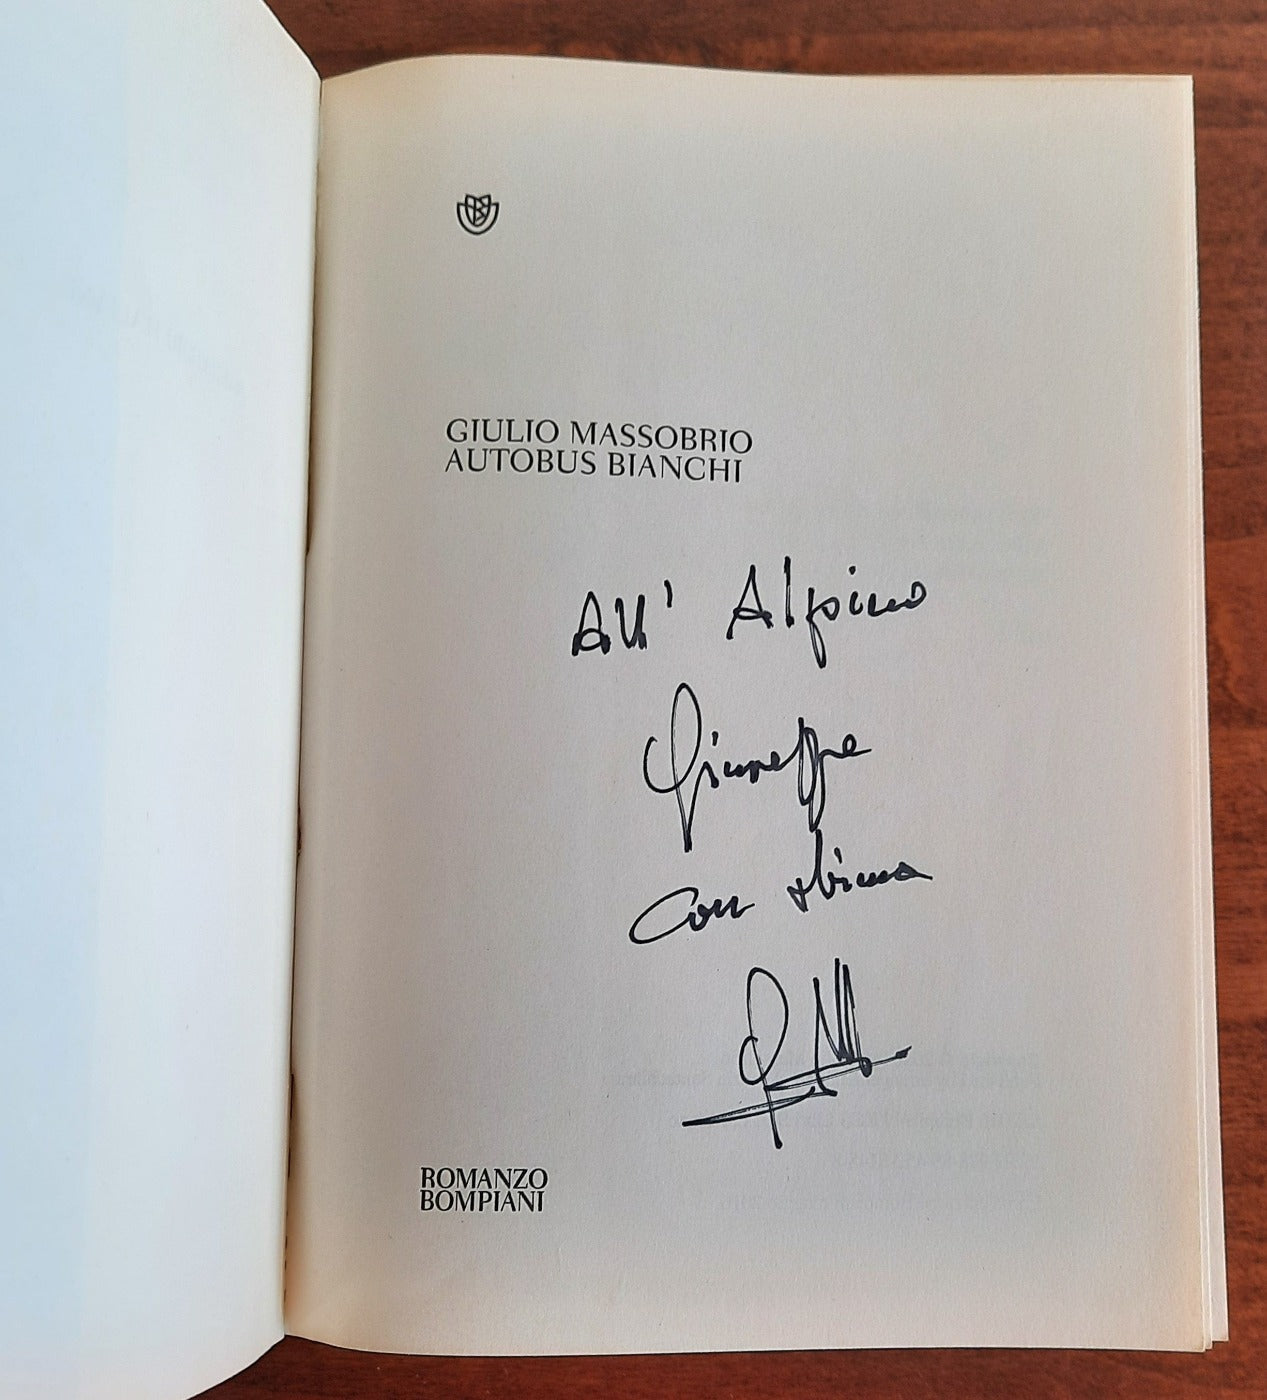 GIULIO MASSOBRIO
AUTOBUS BIANCHI
All' Alpino
Giuseppe
con stima
ROMANZO
BOMPIANI